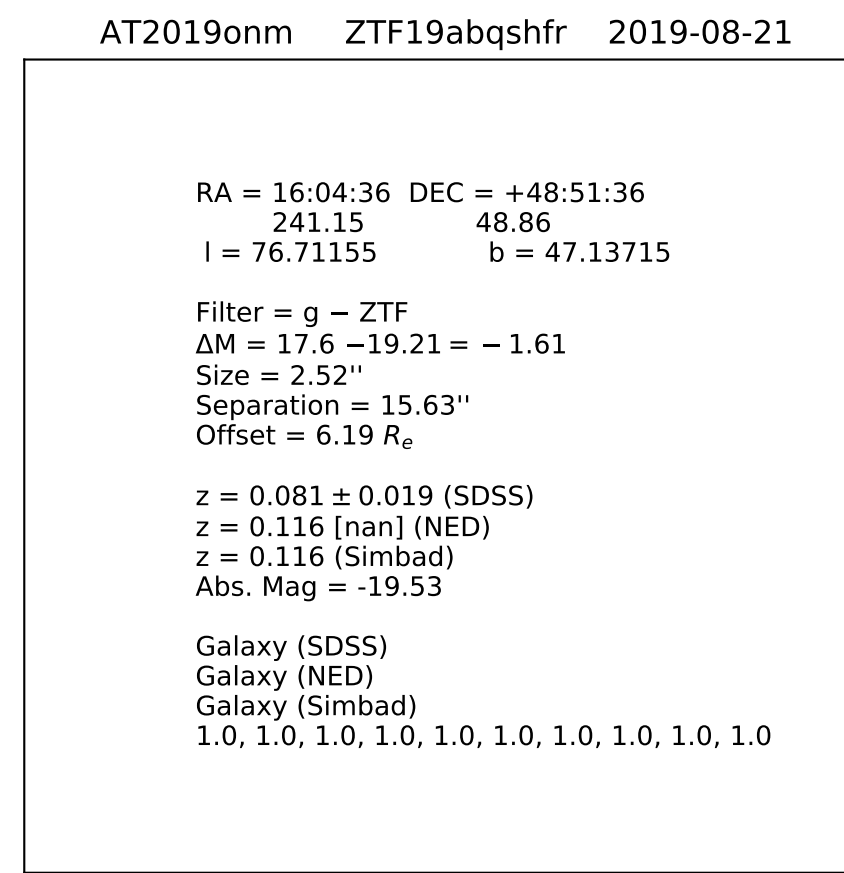 AT2019onm ZTF19abqshfr 2019-08-21
RA = 16:04:36 DEC = +48:51:36
241.15 48.86
l = 76.71155 b = 47.13715
Filter = g − ZTF
ΔM = 17.6 −19.21 = − 1.61
Size = 2.52''
Separation = 15.63''
Offset = 6.19 Rₑ
z = 0.081 ± 0.019 (SDSS)
z = 0.116 [nan] (NED)
z = 0.116 (Simbad)
Abs. Mag = -19.53
Galaxy (SDSS)
Galaxy (NED)
Galaxy (Simbad)
1.0, 1.0, 1.0, 1.0, 1.0, 1.0, 1.0, 1.0, 1.0, 1.0